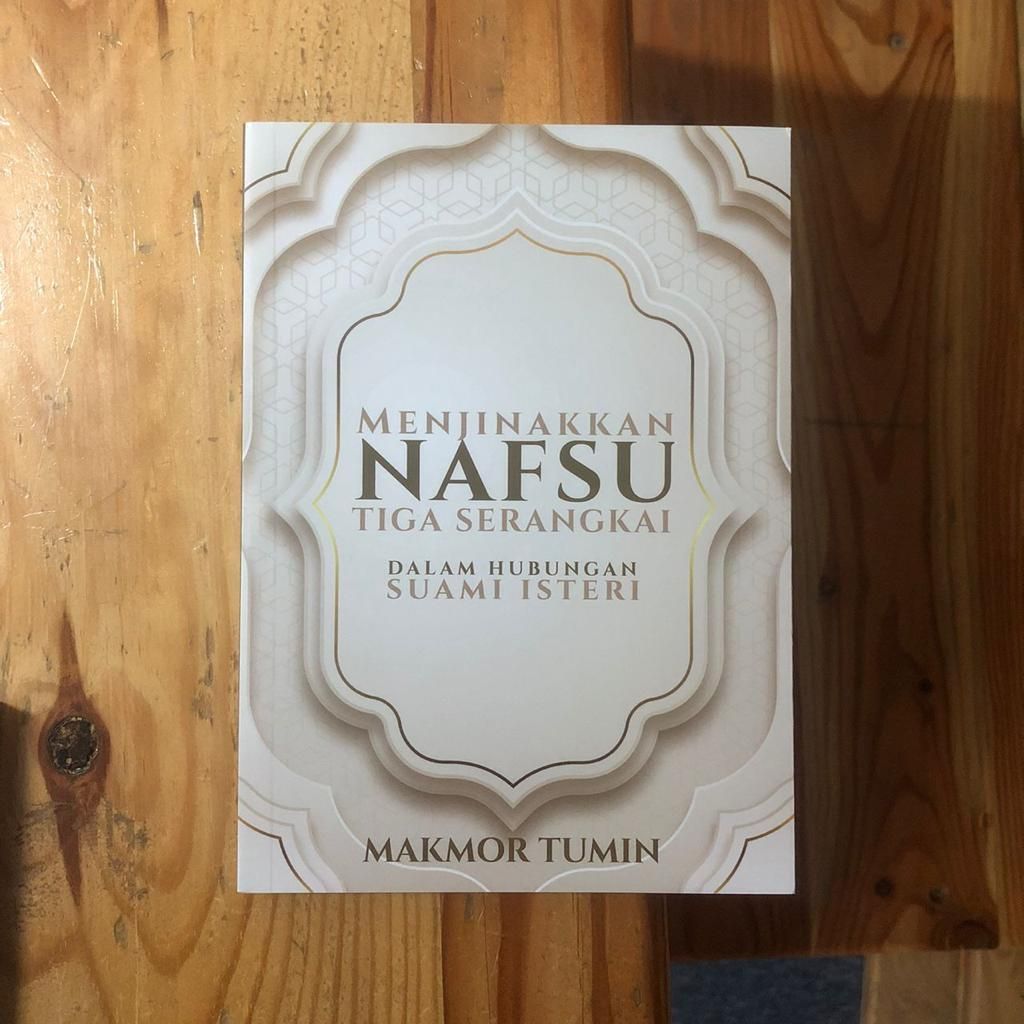 MENJINAKKAN
NAFSU
TIGA SERANGKAI
DALAM HUBUNGAN
SUAMI ISTERI
MAKMOR TUMIN